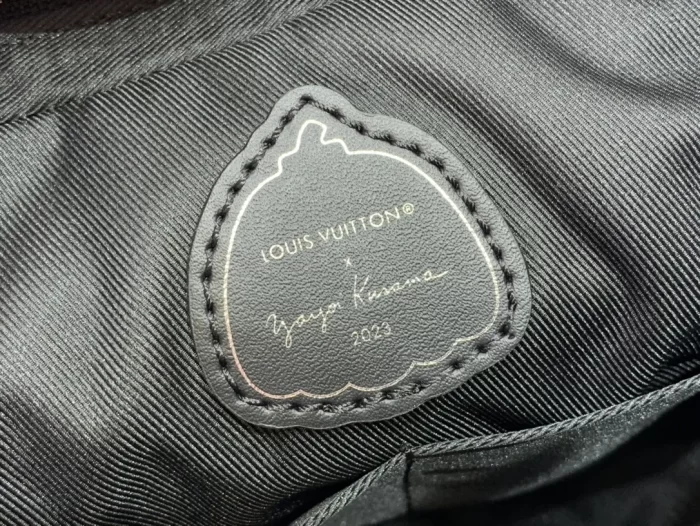 LOUIS VUITTON®
x
Yayoi Kusama
2023